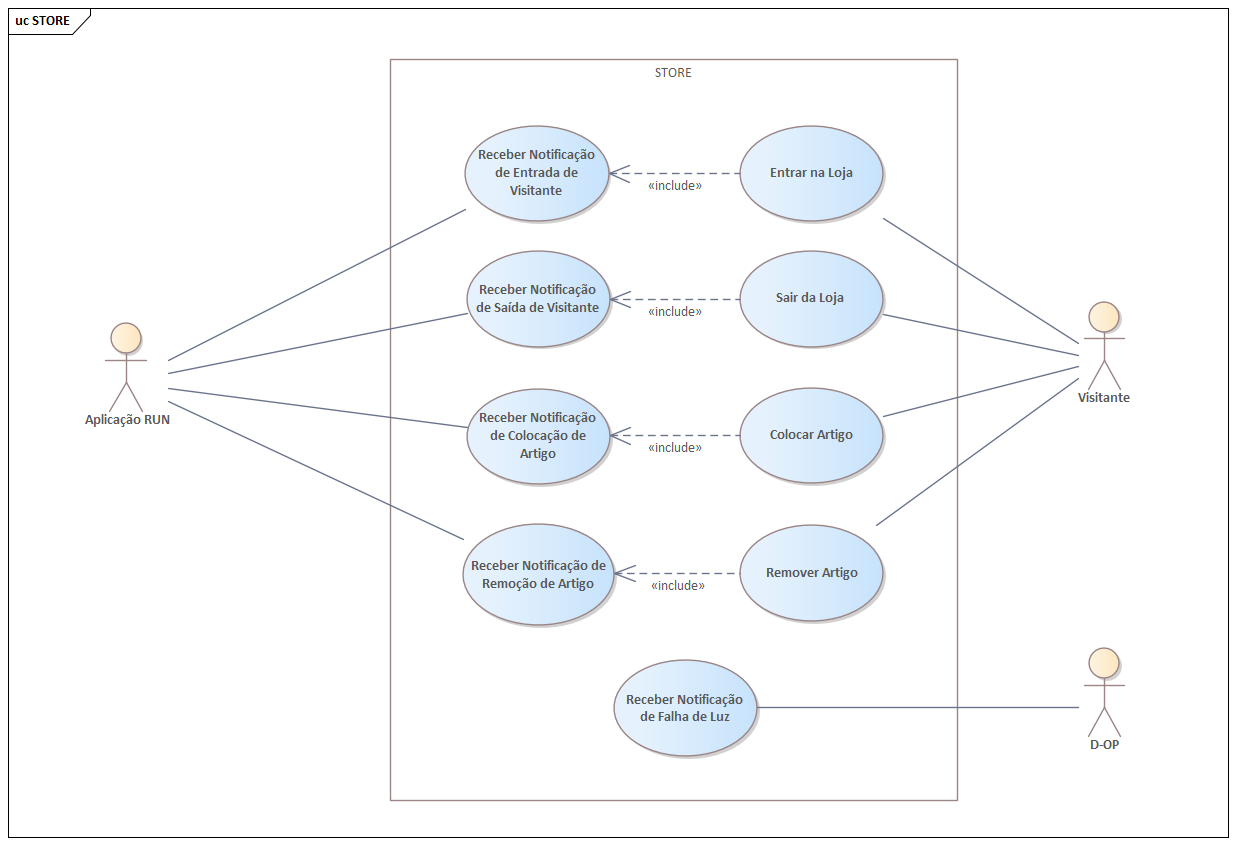 uc STORE
STORE
Receber Notificação
de Entrada de
Visitante
«include»
Entrar na Loja
Receber Notificação
de Saída de Visitante
«include»
Sair da Loja
Aplicação RUN
Visitante
Receber Notificação
de Colocação de
Artigo
«include»
Colocar Artigo
Receber Notificação de
Remoção de Artigo
«include»
Remover Artigo
Receber Notificação
de Falha de Luz
D-OP